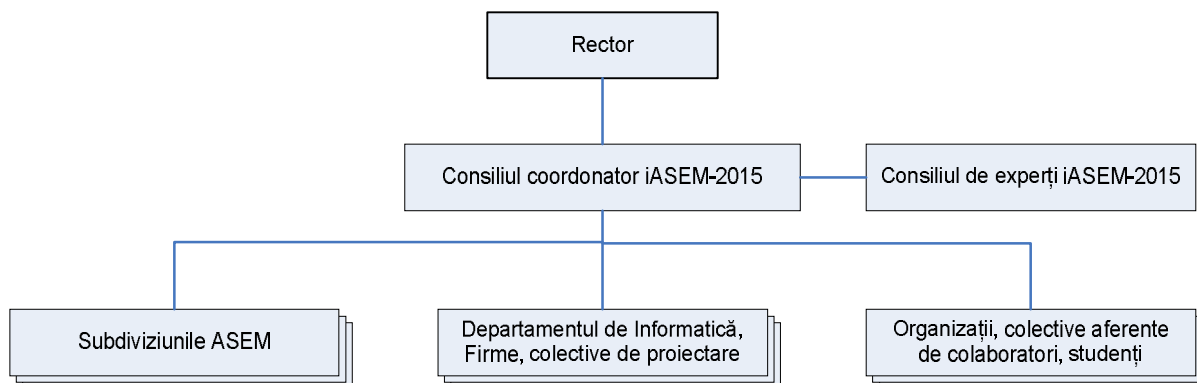 Rector
Consiliul coordonator iASEM-2015
Consiliul de experți iASEM-2015
Subdiviziunile ASEM
Departamentul de Informatică,
Firme, colective de proiectare
Organizații, colective aferente
de colaboratori, studenți